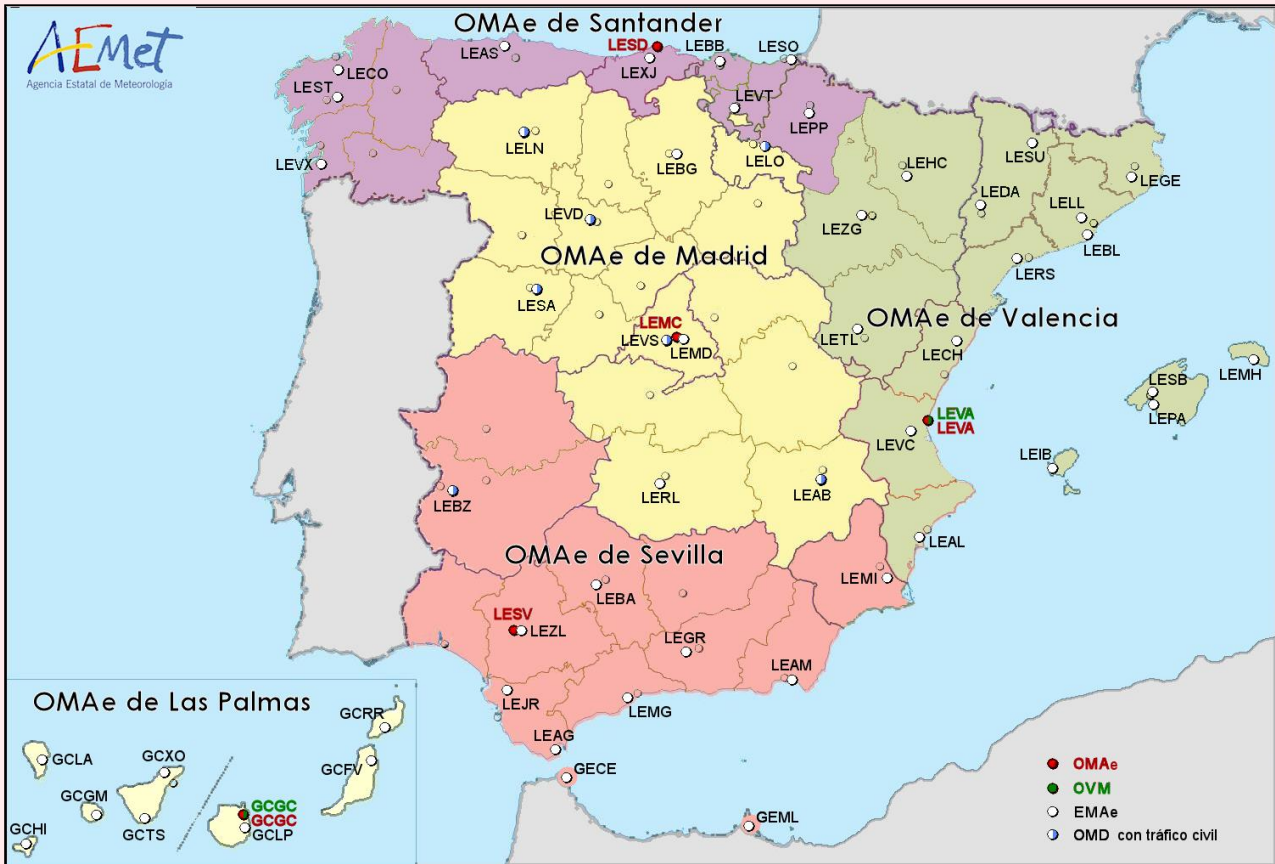 OMAe de Santander
AEMet
Agencia Estatal de Meteorología
LESD
LEAS
LEBB
LESO
LECO
LEXJ
LEST
LEVT
LEPP
LELN
LEVX
LEBG
LELO
LEHC
LESU
LEGE
LEDA
LELL
LEVD
LEZG
LEBL
OMAe de Madrid
LERS
LESA
LEMC
OMAe de Valencia
LEVS
LEMD
LETL
LECH
LEMH
LESB
LEPA
LEVA
LEVA
LEVC
LEIB
LERL
LEAB
LEBZ
LEAL
OMAe de Sevilla
LEMI
LEBA
LESV
LEZL
LEGR
LEAM
LEJR
LEMG
LEAG
GECE
GEML
OMAe de Las Palmas
GCRR
GCLA
GCXO
GCFV
GCGM
GCGC
GCGC
GCTS
GCLP
GCHI
OMAe
OVM
EMAe
OMD con tráfico civil